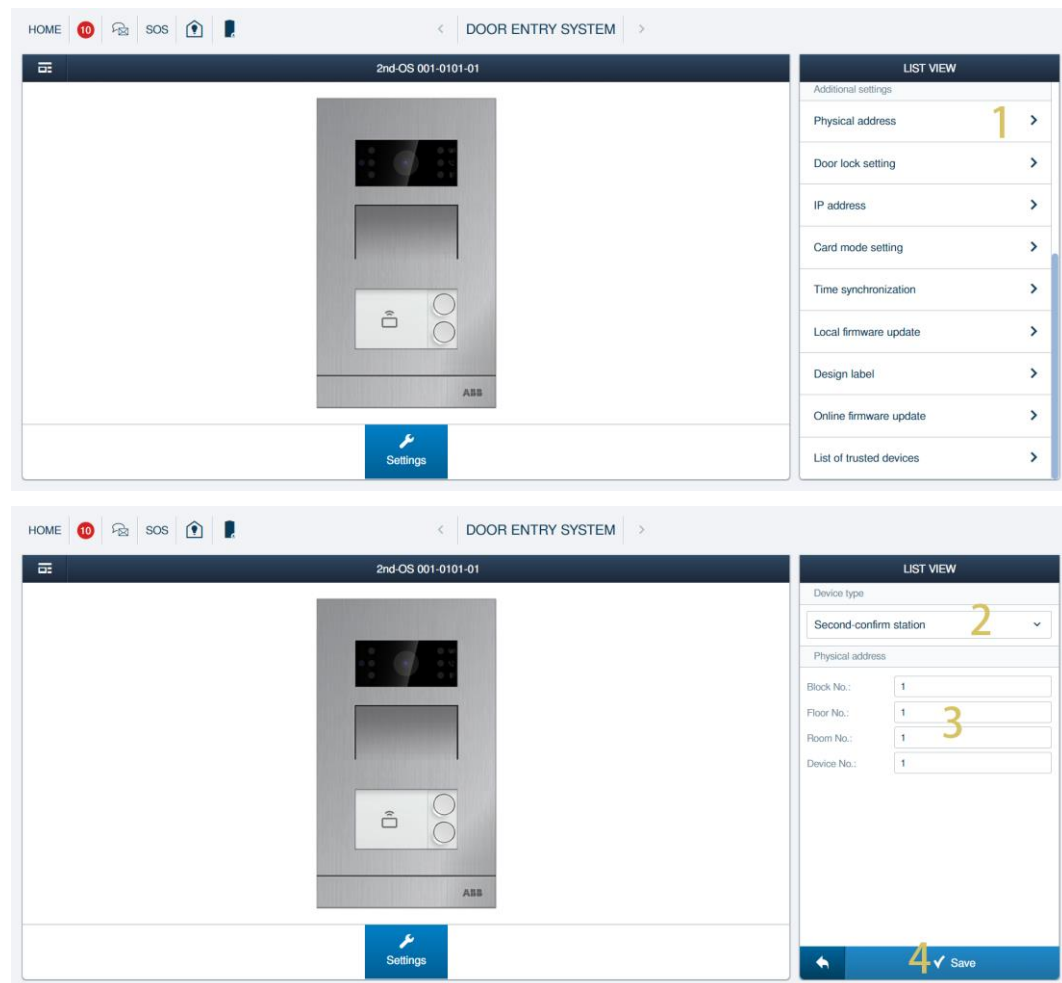 HOME 10 SOS < DOOR ENTRY SYSTEM >
2nd-OS 001-0101-01
ABB
Settings
LIST VIEW
Additional settings
Physical address 1
Door lock setting
IP address
Card mode setting
Time synchronization
Local firmware update
Design label
Online firmware update
List of trusted devices
HOME 10 SOS < DOOR ENTRY SYSTEM >
2nd-OS 001-0101-01
ABB
Settings
LIST VIEW
Device type
Second-confirm station 2
Physical address
Block No.: 1
Floor No.: 1
3
Room No.: 1
Device No.: 1
4 Save